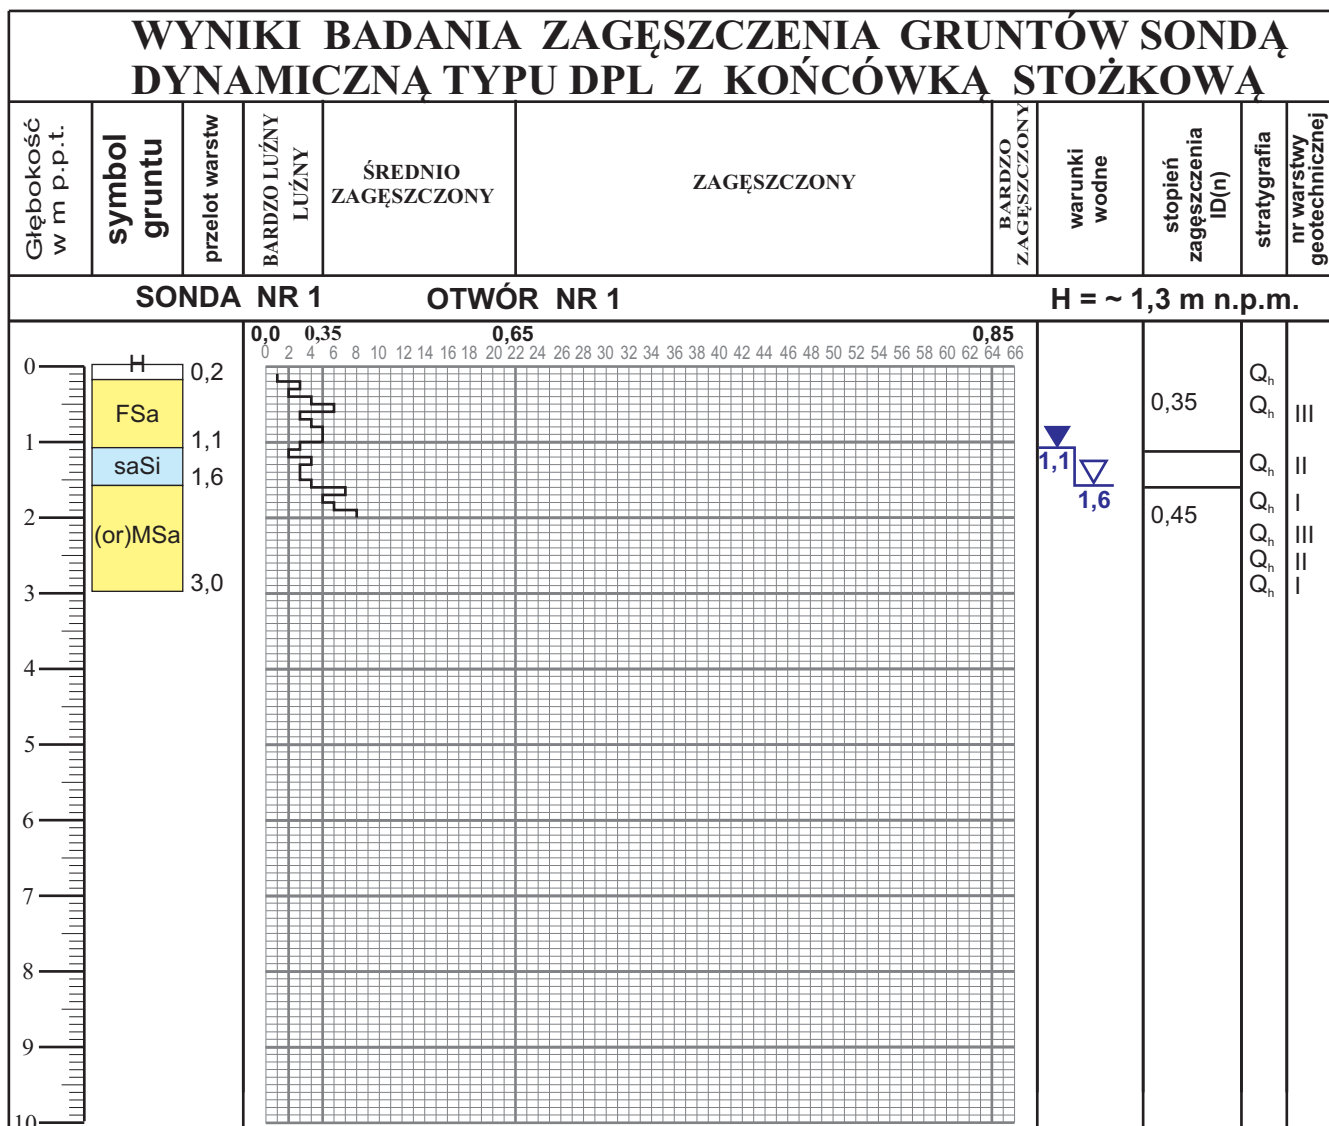 WYNIKI BADANIA ZAGĘSZCZENIA GRUNTÓW SONDĄ
DYNAMICZNĄ TYPU DPL Z KOŃCÓWKĄ STOŻKOWĄ
Głębokość
w m p.p.t.
symbol
gruntu
przelot warstw
BARDZO LUŹNY
LUŹNY
ŚREDNIO
ZAGĘSZCZONY
ZAGĘSZCZONY
BARDZO
ZAGĘSZCZONY
warunki
wodne
stopień
zagęszczenia
ID(n)
stratygrafia
nr warstwy
geotechnicznej
SONDA NR 1 OTWÓR NR 1 H = ~ 1,3 m n.p.m.
0,0 0,35 0,65 0,85
0 2 4 6 8 10 12 14 16 18 20 22 24 26 28 30 32 34 36 38 40 42 44 46 48 50 52 54 56 58 60 62 64 66
0 H 0,2 Qh
FSa 0,35 Qh III
1 1,1
saSi 1,1 Qh II
1,6
1,6 Qh I
2 0,45
(or)MSa Qh III
Qh II
3,0 Qh I
3
4
5
6
7
8
9
10